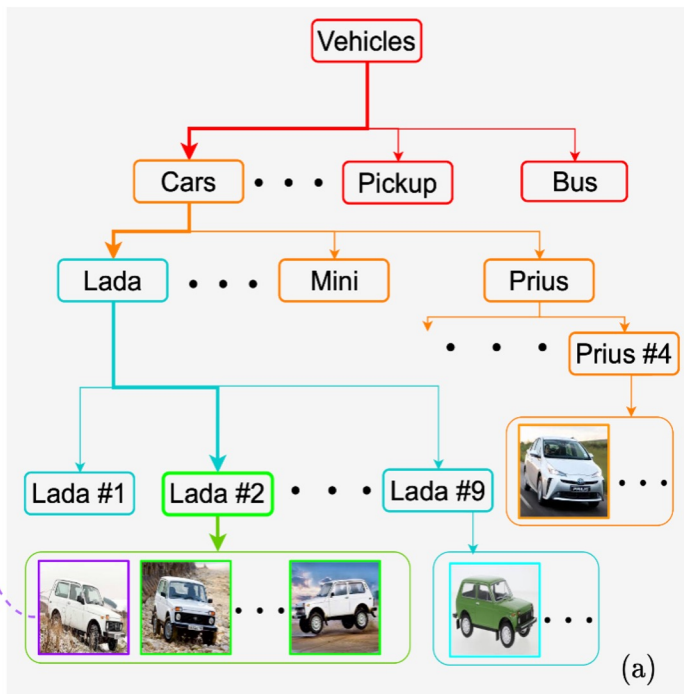 Vehicles
Cars . . . Pickup Bus
Lada . . . Mini Prius
. . . Prius #4
Lada #1 Lada #2 . . . Lada #9
. . .
. . . . . .
(a)